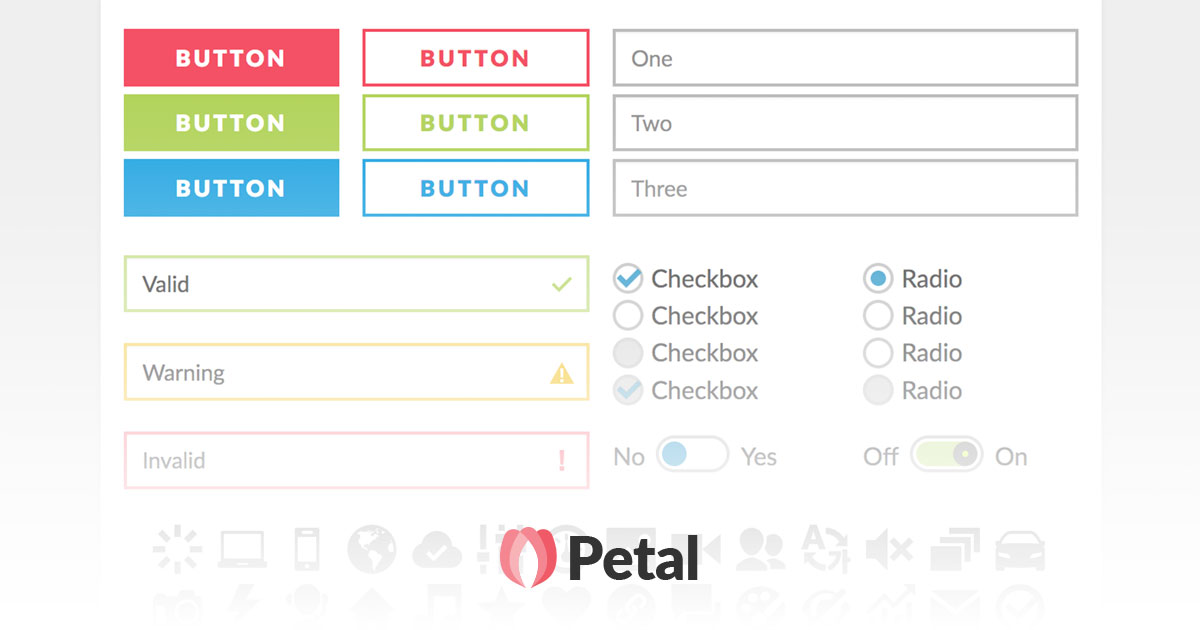 BUTTON BUTTON One
BUTTON BUTTON Two
BUTTON BUTTON Three
Valid
Warning
Invalid
Checkbox
Checkbox
Checkbox
Checkbox
Radio
Radio
Radio
Radio
No Yes
Off On
Petal